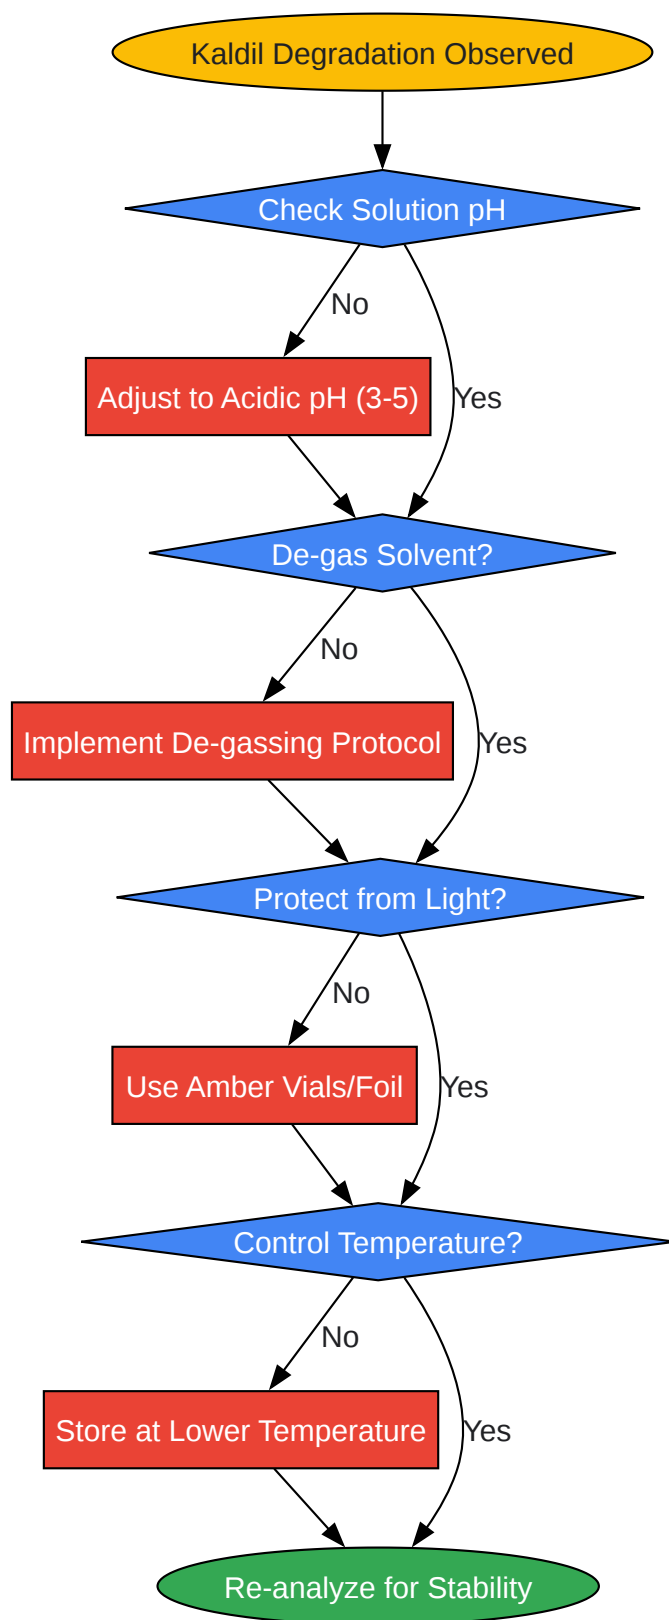 Kaldil Degradation Observed
Check Solution pH
No
Adjust to Acidic pH (3-5)
Yes
De-gas Solvent?
No
Implement De-gassing Protocol
Yes
Protect from Light?
No
Use Amber Vials/Foil
Yes
Control Temperature?
No
Store at Lower Temperature
Yes
Re-analyze for Stability